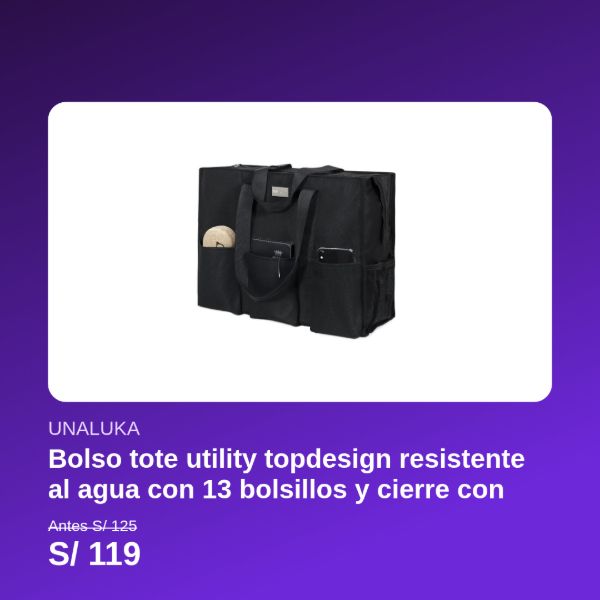 UNALUKA
Bolso tote utility topdesign resistente
al agua con 13 bolsillos y cierre con
Antes S/ 125
S/ 119